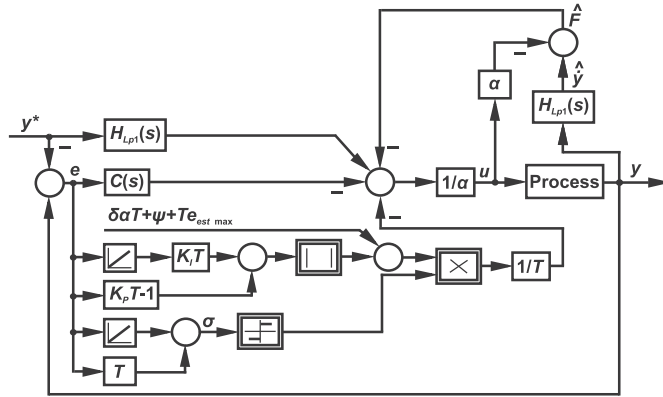 F̂
y*
−
−
α
ẏ̂
H_Lp1(s)
H_Lp1(s)
−
−
e
C(s)
−
1/α
u
Process
y
δαT+ψ+Te_est max
−
K_IT
| |
×
1/T
K_PT-1
σ
T